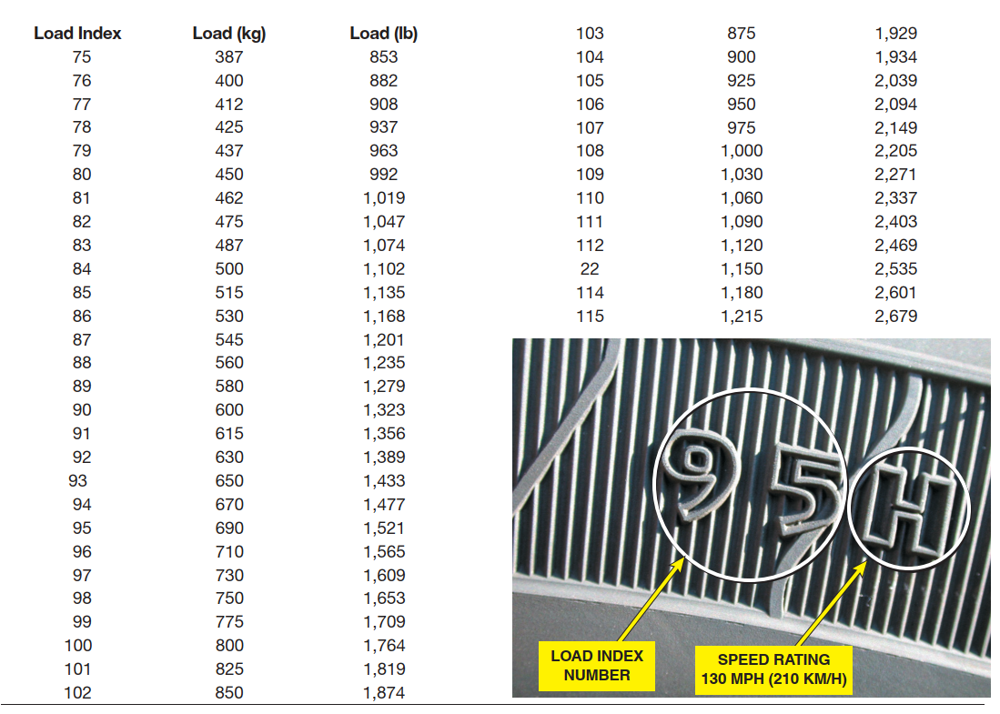 Load Index Load (kg) Load (lb)
75 387 853
76 400 882
77 412 908
78 425 937
79 437 963
80 450 992
81 462 1,019
82 475 1,047
83 487 1,074
84 500 1,102
85 515 1,135
86 530 1,168
87 545 1,201
88 560 1,235
89 580 1,279
90 600 1,323
91 615 1,356
92 630 1,389
93 650 1,433
94 670 1,477
95 690 1,521
96 710 1,565
97 730 1,609
98 750 1,653
99 775 1,709
100 800 1,764
101 825 1,819
102 850 1,874
103 875 1,929
104 900 1,934
105 925 2,039
106 950 2,094
107 975 2,149
108 1,000 2,205
109 1,030 2,271
110 1,060 2,337
111 1,090 2,403
112 1,120 2,469
22 1,150 2,535
114 1,180 2,601
115 1,215 2,679
95H
LOAD INDEX
NUMBER
SPEED RATING
130 MPH (210 KM/H)